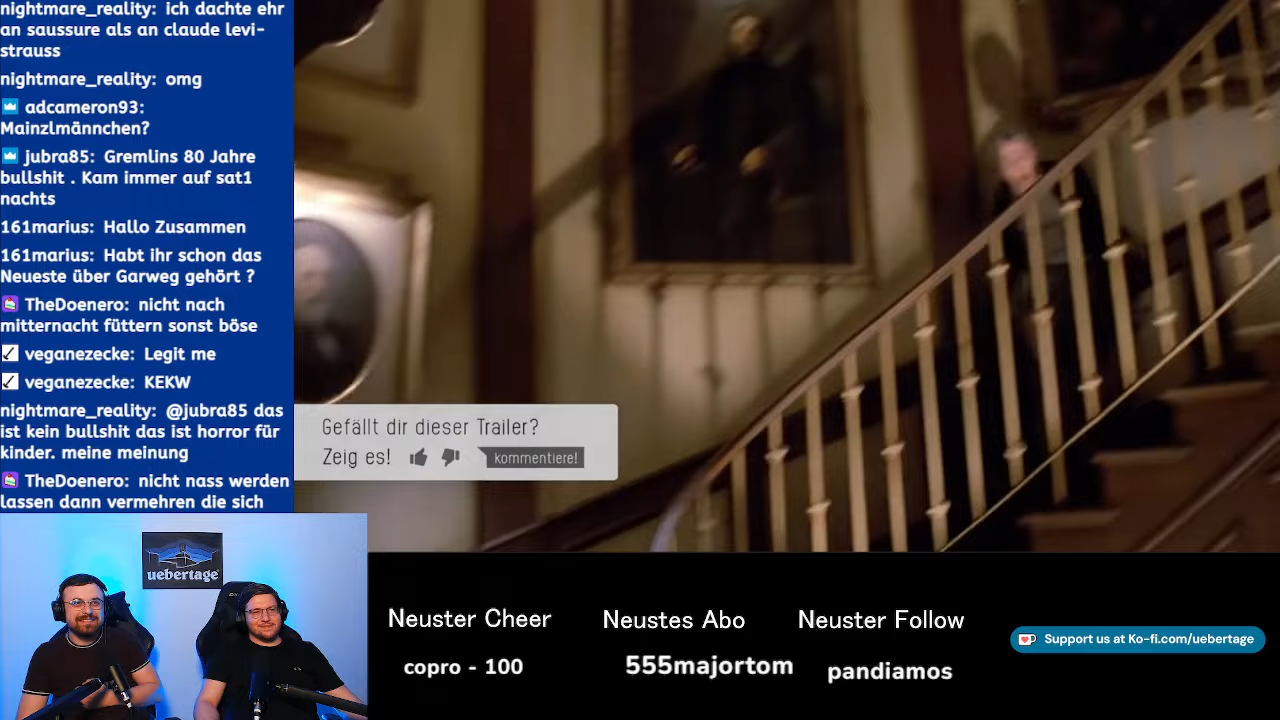 nightmare_reality: ich dachte ehr
an saussure als an claude levi-
strauss
nightmare_reality: omg
adcameron93:
Mainzlmännchen?
jubra85: Gremlins 80 Jahre
bullshit . Kam immer auf sat1
nachts
161marius: Hallo Zusammen
161marius: Habt ihr schon das
Neueste über Garweg gehört ?
TheDoenero: nicht nach
mitternacht füttern sonst böse
veganezecke: Legit me
veganezecke: KEKW
nightmare_reality: @jubra85 das
ist kein bullshit das ist horror für
kinder. meine meinung
TheDoenero: nicht nass werden
lassen dann vermehren die sich
Gefällt dir dieser Trailer?
Zeig es!
kommentiere!
uebertage
Neuster Cheer
copro - 100
Neustes Abo
555majortom
Neuster Follow
pandiamos
Support us at Ko-fi.com/uebertage